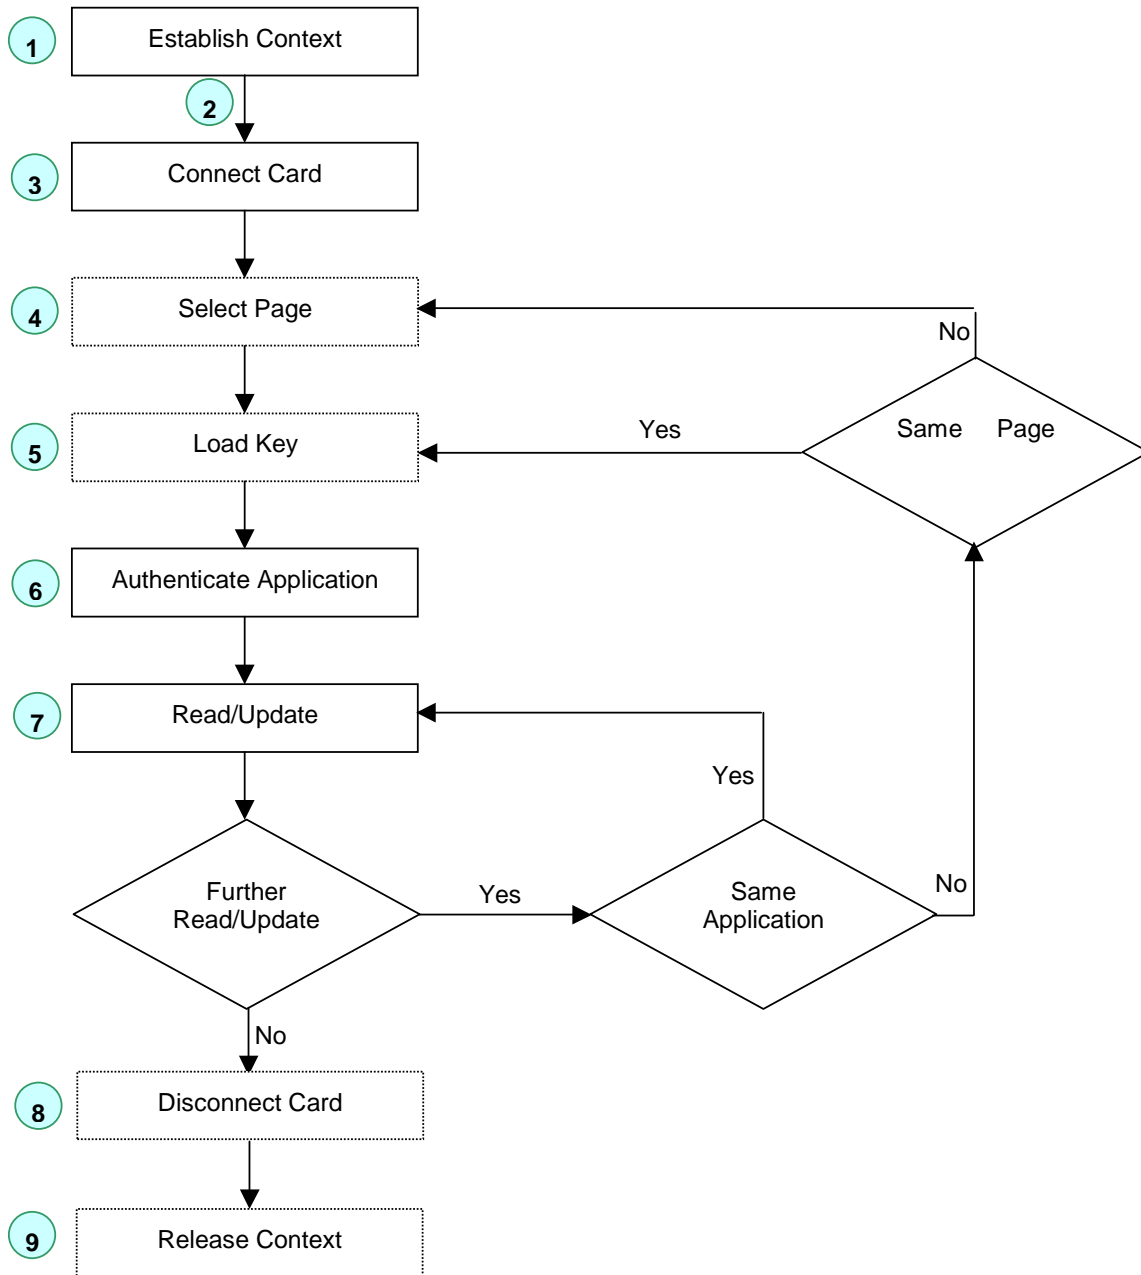 1
Establish Context
2
3
Connect Card
4
Select Page
No
5
Load Key
Yes
Same Page
6
Authenticate Application
7
Read/Update
Yes
Further
Read/Update
Yes
Same
Application
No
No
8
Disconnect Card
9
Release Context